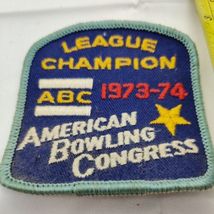 LEAGUE
CHAMPION
ABC 1973-74
AMERICAN
BOWLING
CONGRESS